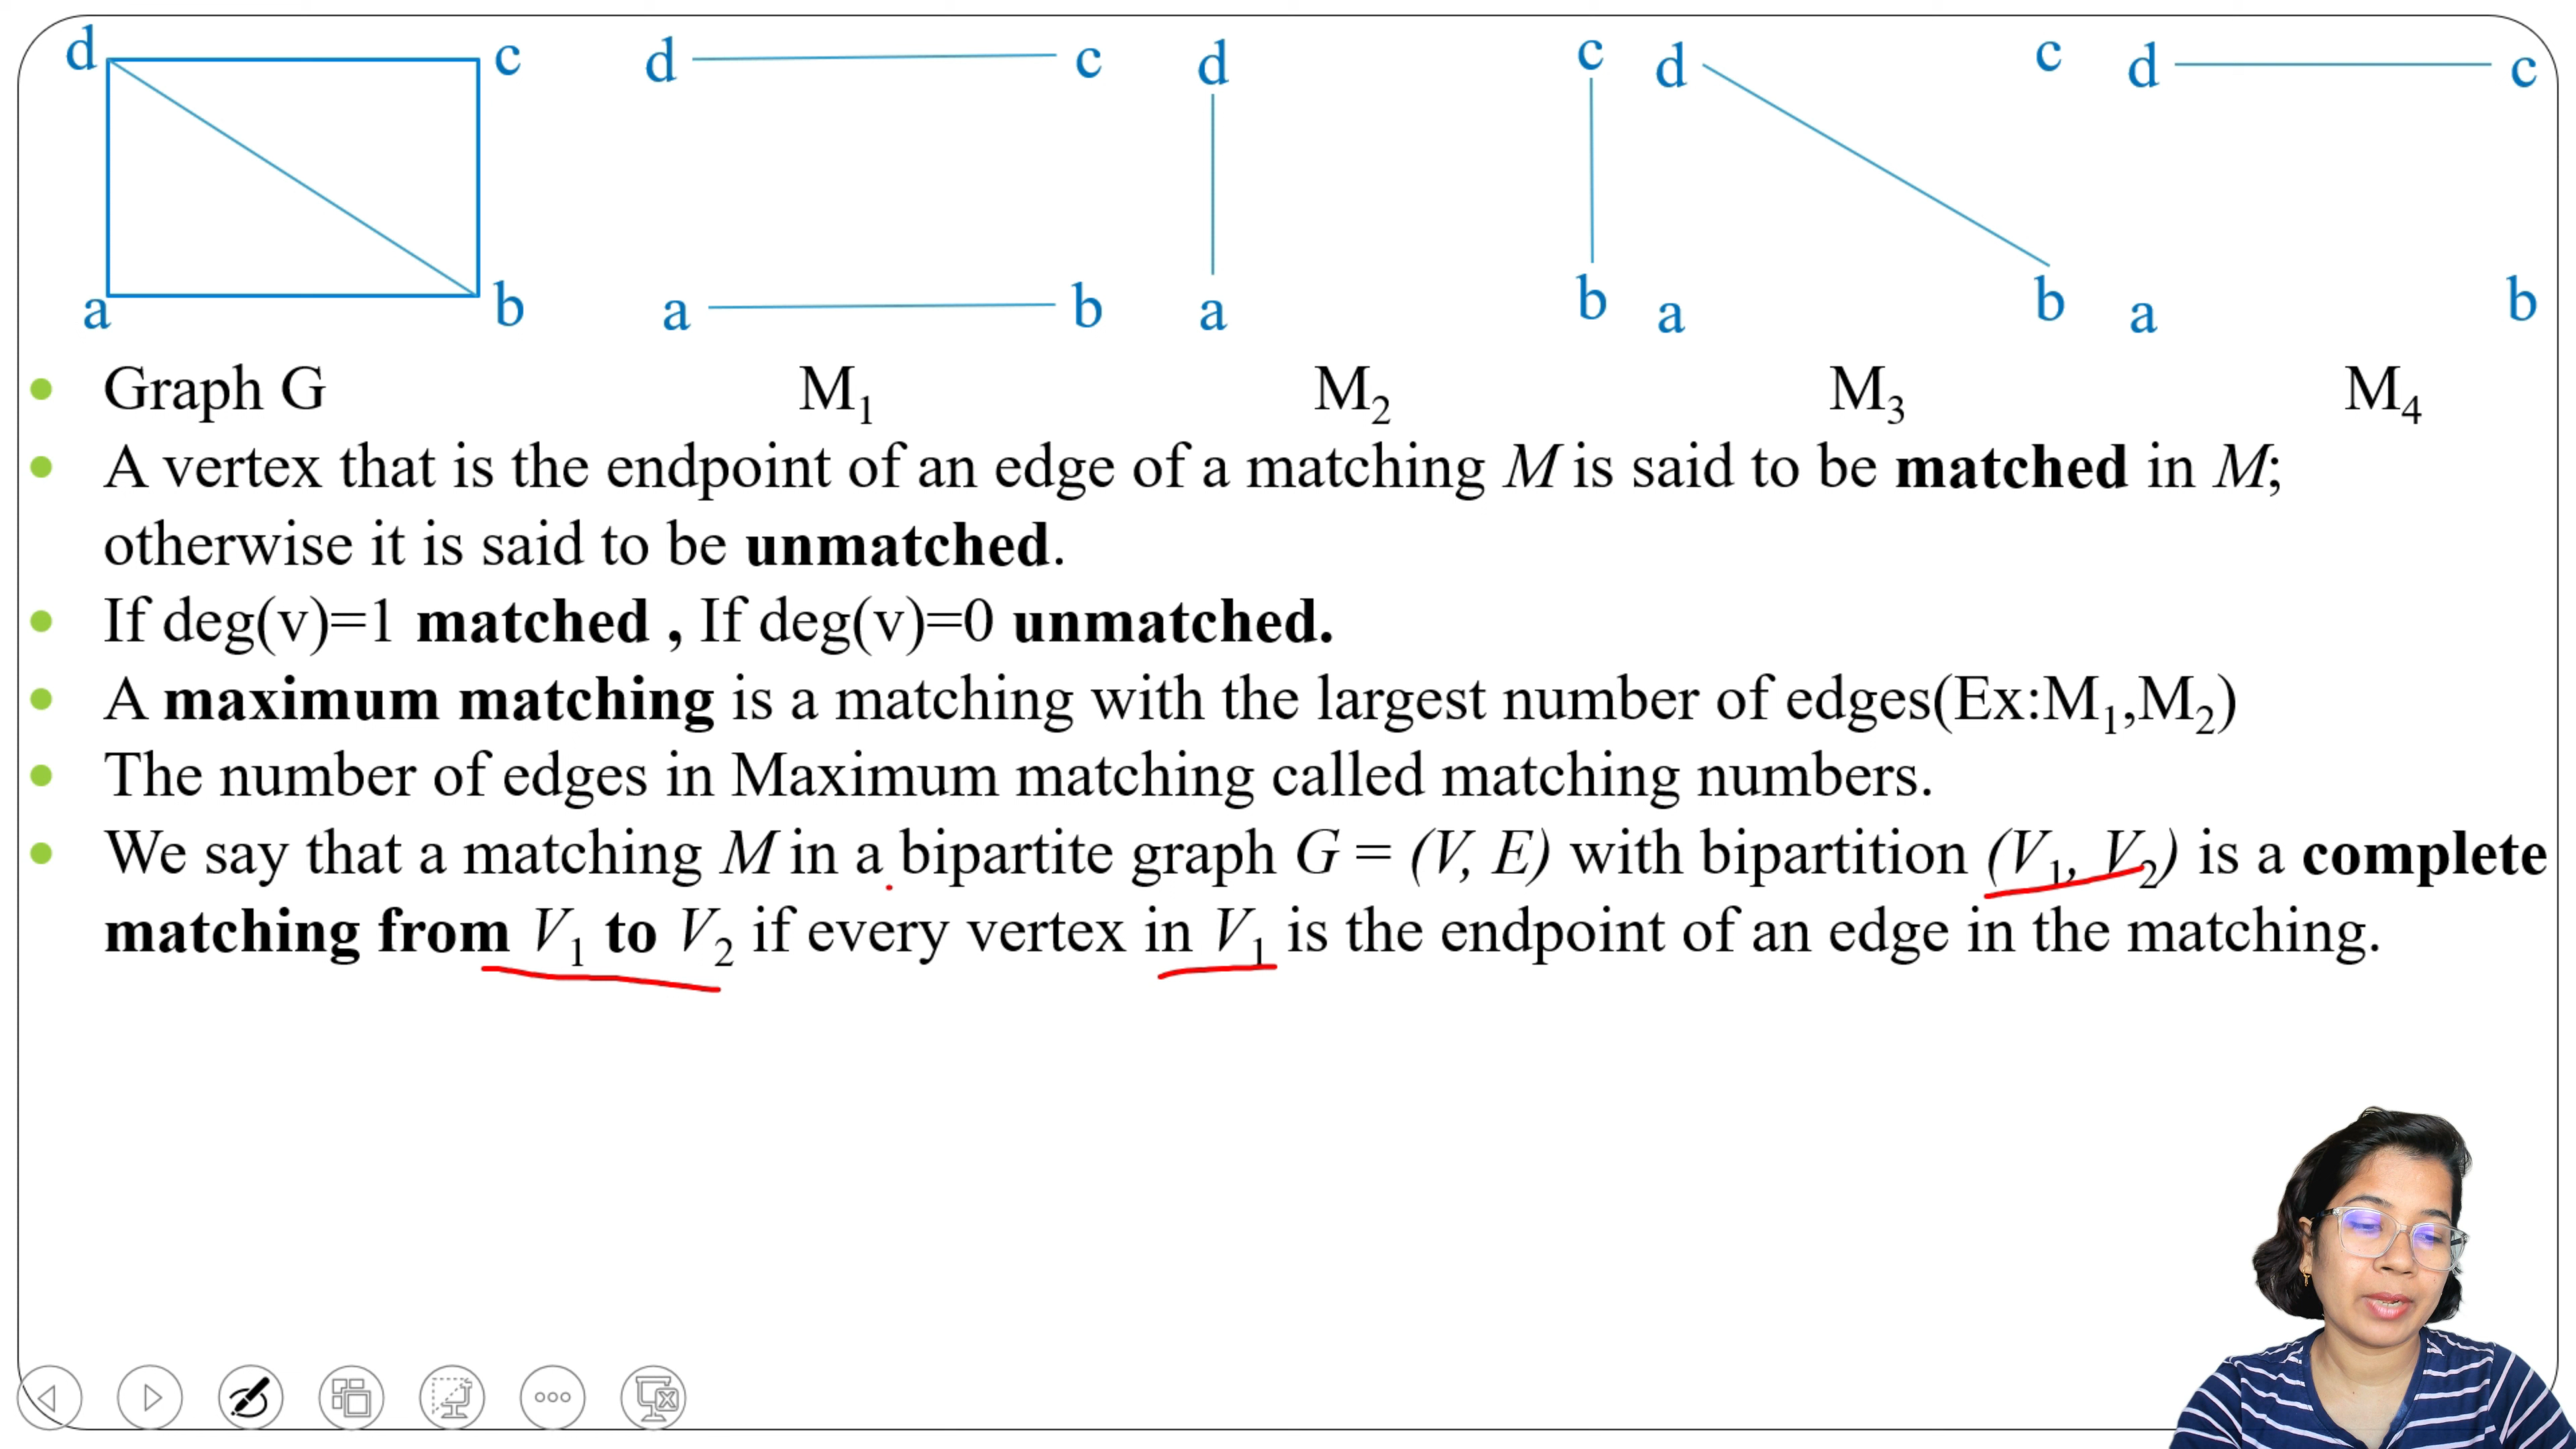 d c d c d c d c d c
a b a b a b a b a b
• Graph G M₁ M₂ M₃ M₄
• A vertex that is the endpoint of an edge of a matching M is said to be matched in M;
otherwise it is said to be unmatched.
• If deg(v)=1 matched , If deg(v)=0 unmatched.
• A maximum matching is a matching with the largest number of edges(Ex:M₁,M₂)
• The number of edges in Maximum matching called matching numbers.
• We say that a matching M in a bipartite graph G = (V, E) with bipartition (V₁, V₂) is a complete
matching from V₁ to V₂ if every vertex in V₁ is the endpoint of an edge in the matching.